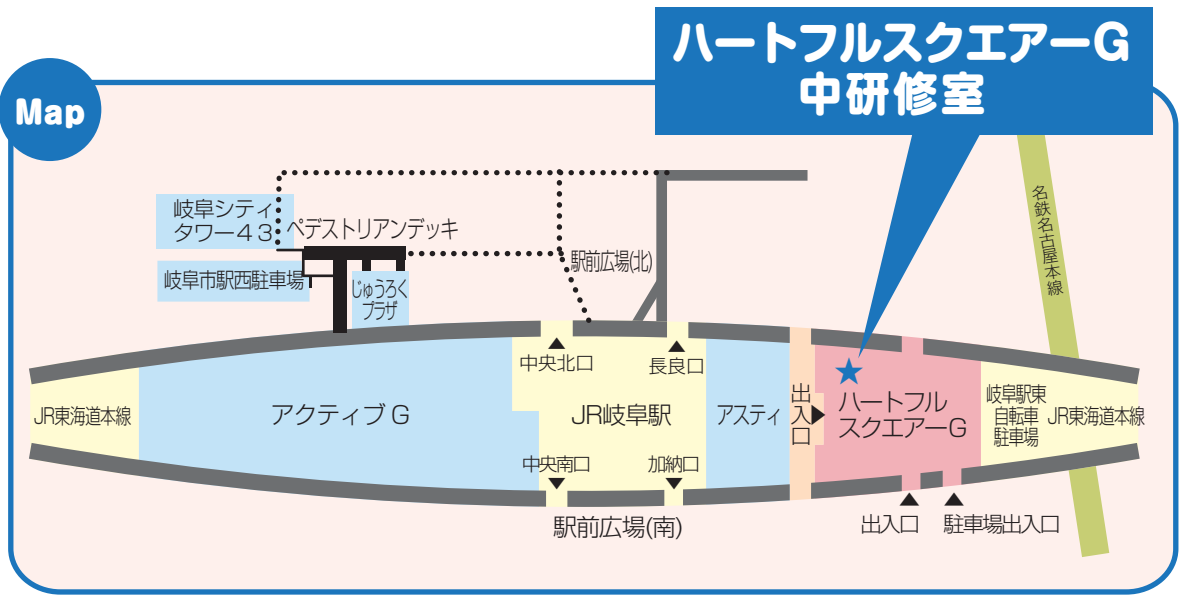 ハートフルスクエアーG
中研修室
Map
岐阜シティ
タワー43
ペデストリアンデッキ
岐阜市駅西駐車場
じゅうろく
プラザ
駅前広場(北)
名鉄名古屋本線
中央北口
長良口
JR東海道本線
アクティブG
JR岐阜駅
アスティ
出入口
ハートフル
スクエアーG
岐阜駅東
自転車
駐車場
JR東海道本線
中央南口
加納口
駅前広場(南)
出入口
駐車場出入口